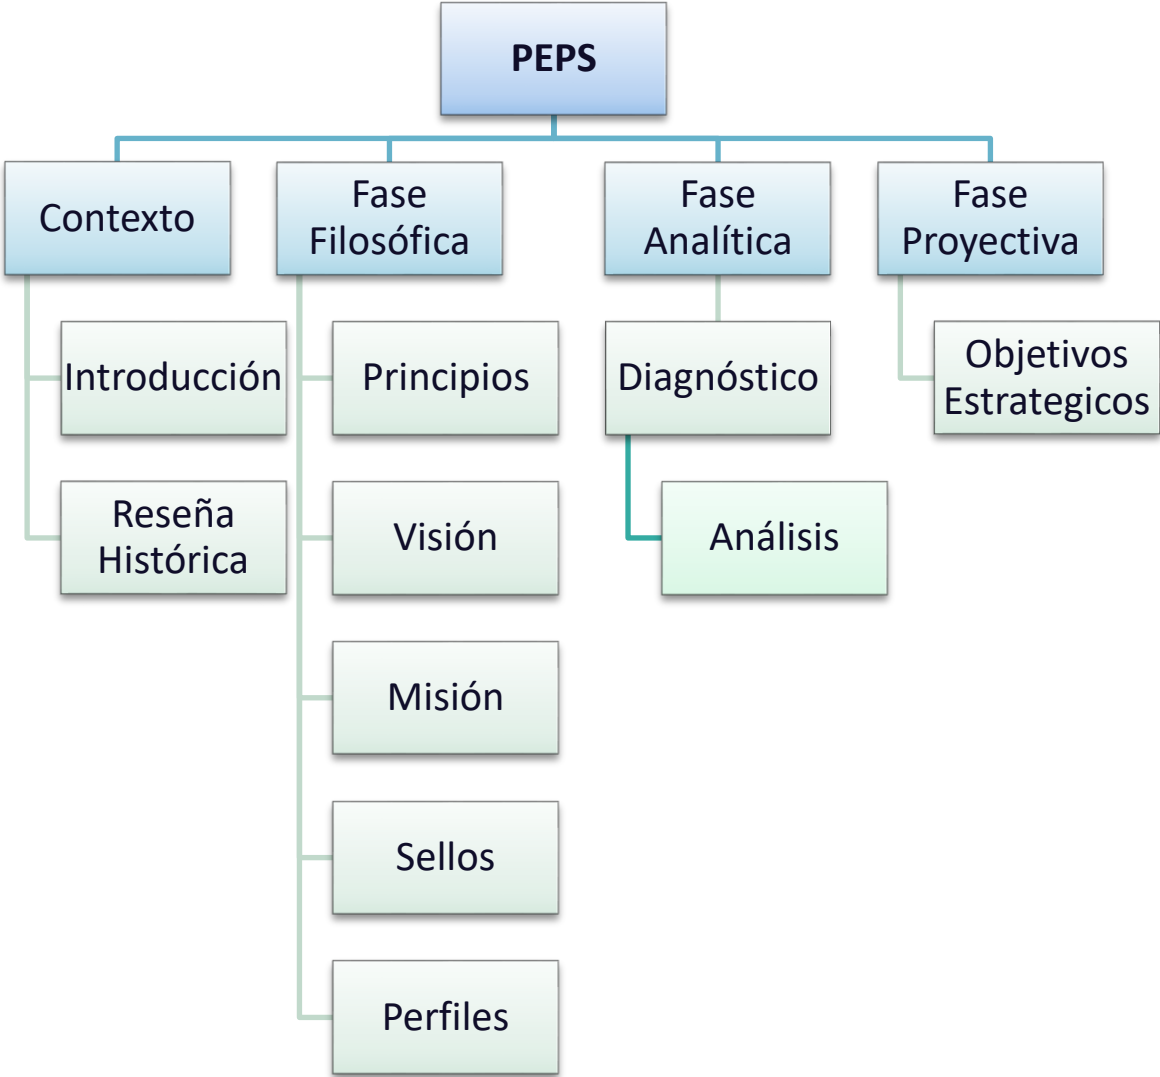 PEPS
Contexto
Introducción
Reseña
Histórica
Fase
Filosófica
Principios
Visión
Misión
Sellos
Perfiles
Fase
Analítica
Diagnóstico
Análisis
Fase
Proyectiva
Objetivos
Estrategicos